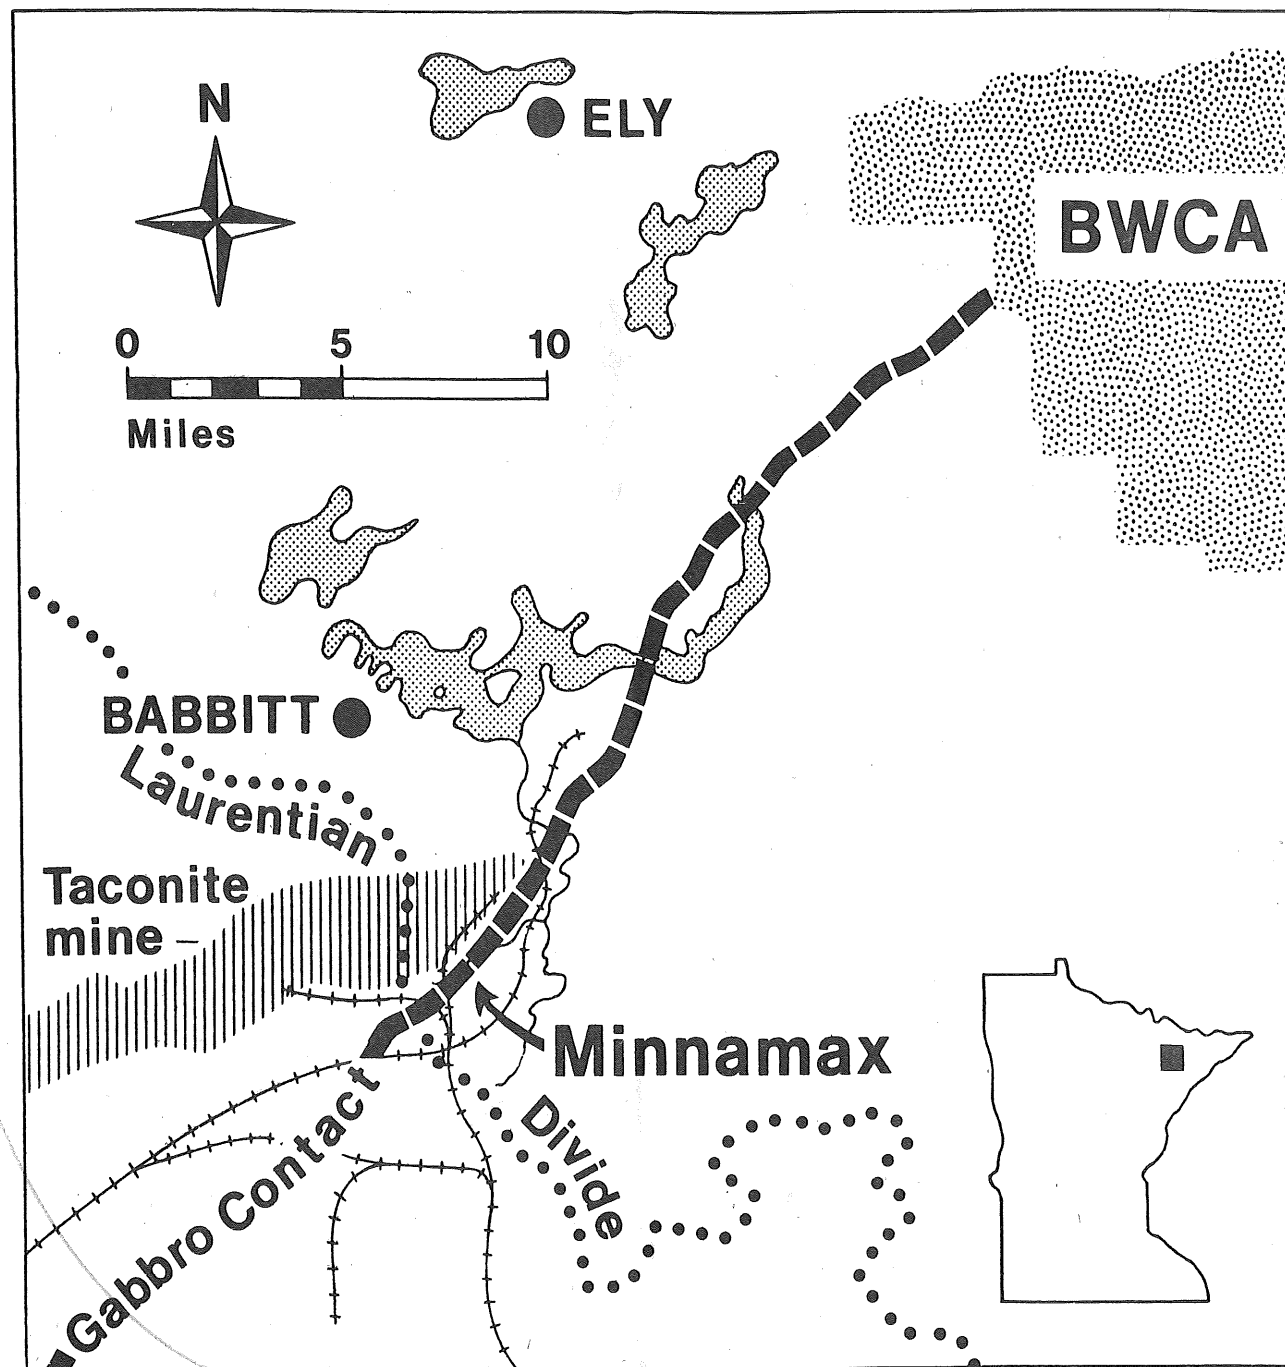 N
ELY
BWCA
0 5 10
Miles
BABBITT
Laurentian
Taconite
mine
Minnamax
Divide
Gabbro Contact